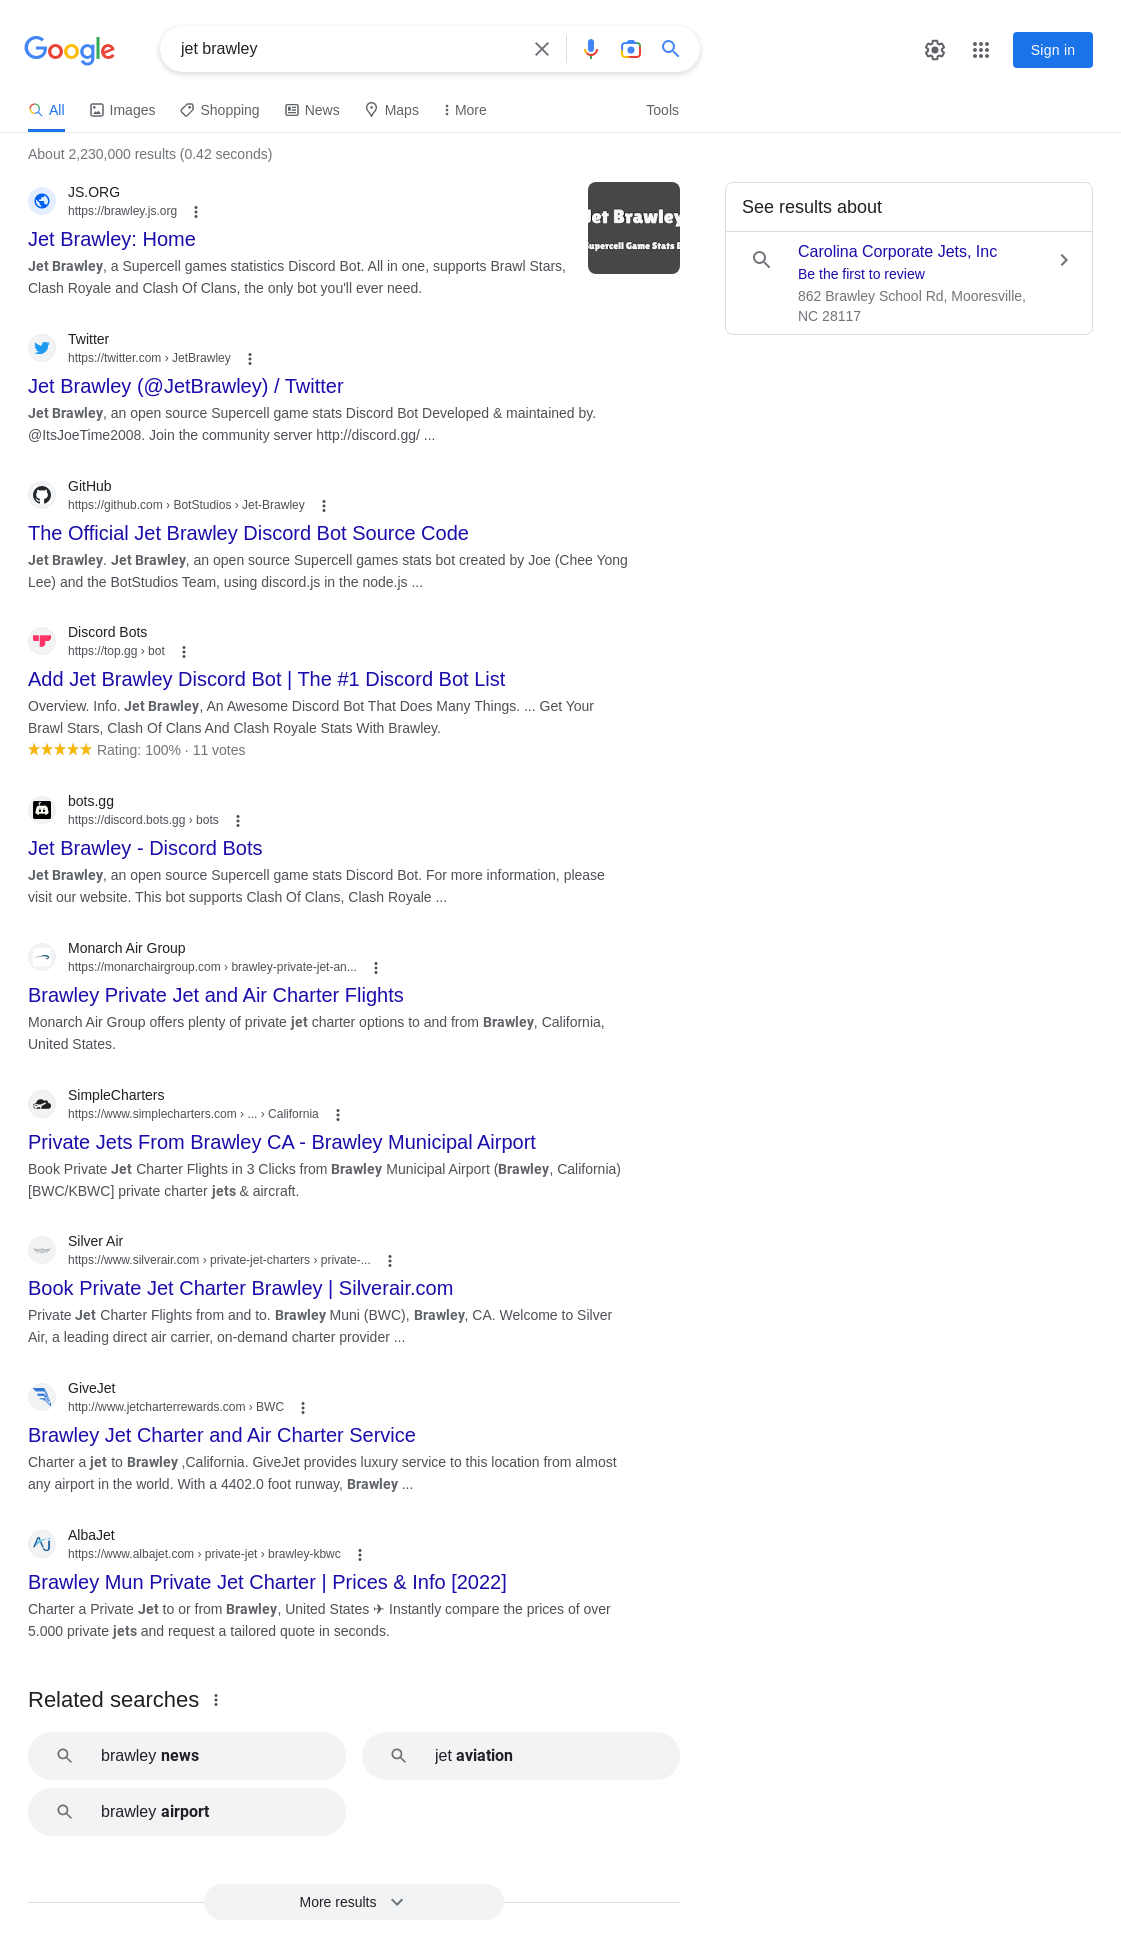 Google
jet brawley
Sign in
All
Images
Shopping
News
Maps
More
Tools
About 2,230,000 results (0.42 seconds)
JS.ORG
https://brawley.js.org
Jet Brawley: Home
Jet Brawley, a Supercell games statistics Discord Bot. All in one, supports Brawl Stars,
Clash Royale and Clash Of Clans, the only bot you'll ever need.
Jet Brawley
Supercell Game Stats
See results about
Carolina Corporate Jets, Inc
Be the first to review
862 Brawley School Rd, Mooresville,
NC 28117
Twitter
https://twitter.com › JetBrawley
Jet Brawley (@JetBrawley) / Twitter
Jet Brawley, an open source Supercell game stats Discord Bot Developed & maintained by.
@ItsJoeTime2008. Join the community server http://discord.gg/ ...
GitHub
https://github.com › BotStudios › Jet-Brawley
The Official Jet Brawley Discord Bot Source Code
Jet Brawley. Jet Brawley, an open source Supercell games stats bot created by Joe (Chee Yong
Lee) and the BotStudios Team, using discord.js in the node.js ...
Discord Bots
https://top.gg › bot
Add Jet Brawley Discord Bot | The #1 Discord Bot List
Overview. Info. Jet Brawley, An Awesome Discord Bot That Does Many Things. ... Get Your
Brawl Stars, Clash Of Clans And Clash Royale Stats With Brawley.
Rating: 100% · 11 votes
bots.gg
https://discord.bots.gg › bots
Jet Brawley - Discord Bots
Jet Brawley, an open source Supercell game stats Discord Bot. For more information, please
visit our website. This bot supports Clash Of Clans, Clash Royale ...
Monarch Air Group
https://monarchairgroup.com › brawley-private-jet-an...
Brawley Private Jet and Air Charter Flights
Monarch Air Group offers plenty of private jet charter options to and from Brawley, California,
United States.
SimpleCharters
https://www.simplecharters.com › ... › California
Private Jets From Brawley CA - Brawley Municipal Airport
Book Private Jet Charter Flights in 3 Clicks from Brawley Municipal Airport (Brawley, California)
[BWC/KBWC] private charter jets & aircraft.
Silver Air
https://www.silverair.com › private-jet-charters › private-...
Book Private Jet Charter Brawley | Silverair.com
Private Jet Charter Flights from and to. Brawley Muni (BWC), Brawley, CA. Welcome to Silver
Air, a leading direct air carrier, on-demand charter provider ...
GiveJet
http://www.jetcharterrewards.com › BWC
Brawley Jet Charter and Air Charter Service
Charter a jet to Brawley ,California. GiveJet provides luxury service to this location from almost
any airport in the world. With a 4402.0 foot runway, Brawley ...
AlbaJet
https://www.albajet.com › private-jet › brawley-kbwc
Brawley Mun Private Jet Charter | Prices & Info [2022]
Charter a Private Jet to or from Brawley, United States ✈ Instantly compare the prices of over
5.000 private jets and request a tailored quote in seconds.
Related searches
brawley news
jet aviation
brawley airport
More results